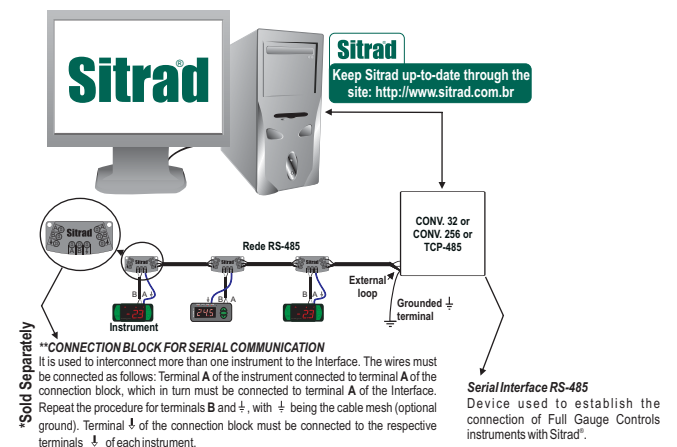 Sitrad®
Sitrad
Keep Sitrad up-to-date through the
site: http://www.sitrad.com.br
CONV. 32 or
CONV. 256 or
TCP-485
Sitrad
Rede RS-485
Sitrad
Sitrad
Sitrad
External
loop
Grounded ⏚
terminal
B A
B A
B A
-23
245
-23
Instrument
*Sold Separately
**CONNECTION BLOCK FOR SERIAL COMMUNICATION
It is used to interconnect more than one instrument to the Interface. The wires must
be connected as follows: Terminal A of the instrument connected to terminal A of the
connection block, which in turn must be connected to terminal A of the Interface.
Repeat the procedure for terminals B and ⏚, with ⏚ being the cable mesh (optional
ground). Terminal ⏚ of the connection block must be connected to the respective
terminals ⏚ of each instrument.
Serial Interface RS-485
Device used to establish the
connection of Full Gauge Controls
instruments with Sitrad®.